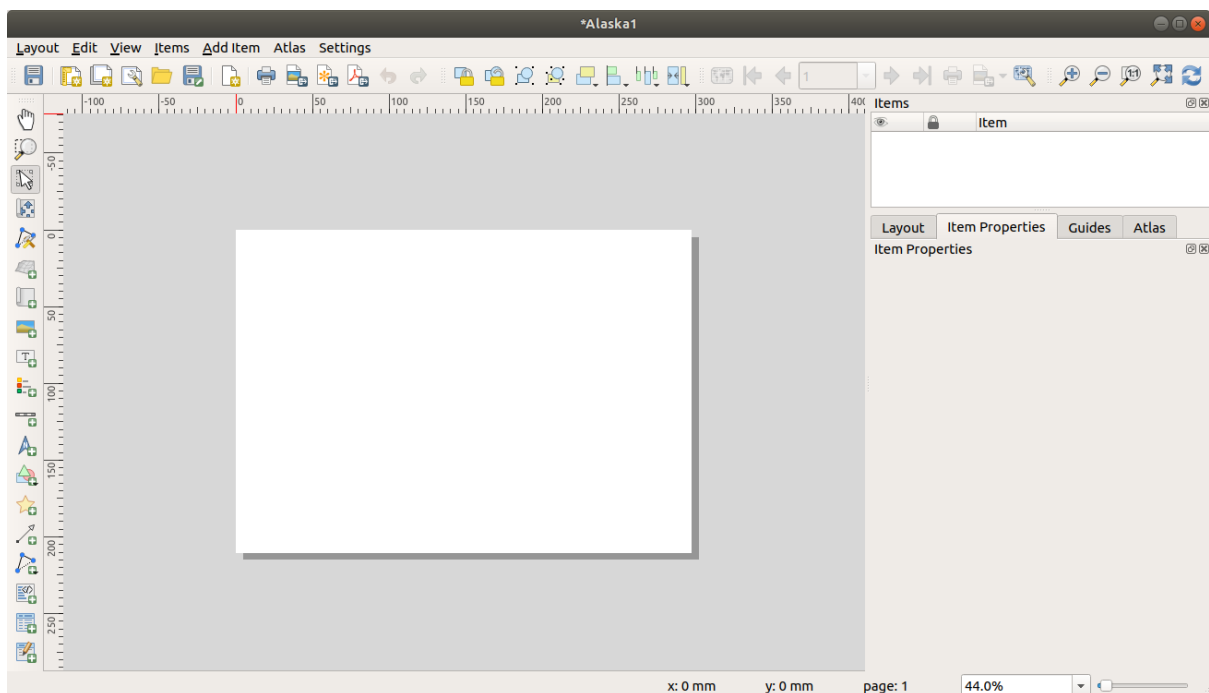 *Alaska1
Layout Edit View Items Add Item Atlas Settings
1:1
1
-100 -50 0 50 100 150 200 250 300 350 400
-50
0
50
100
150
200
250
T
Items
Item
Layout Item Properties Guides Atlas
Item Properties
x: 0 mm y: 0 mm page: 1 44.0%